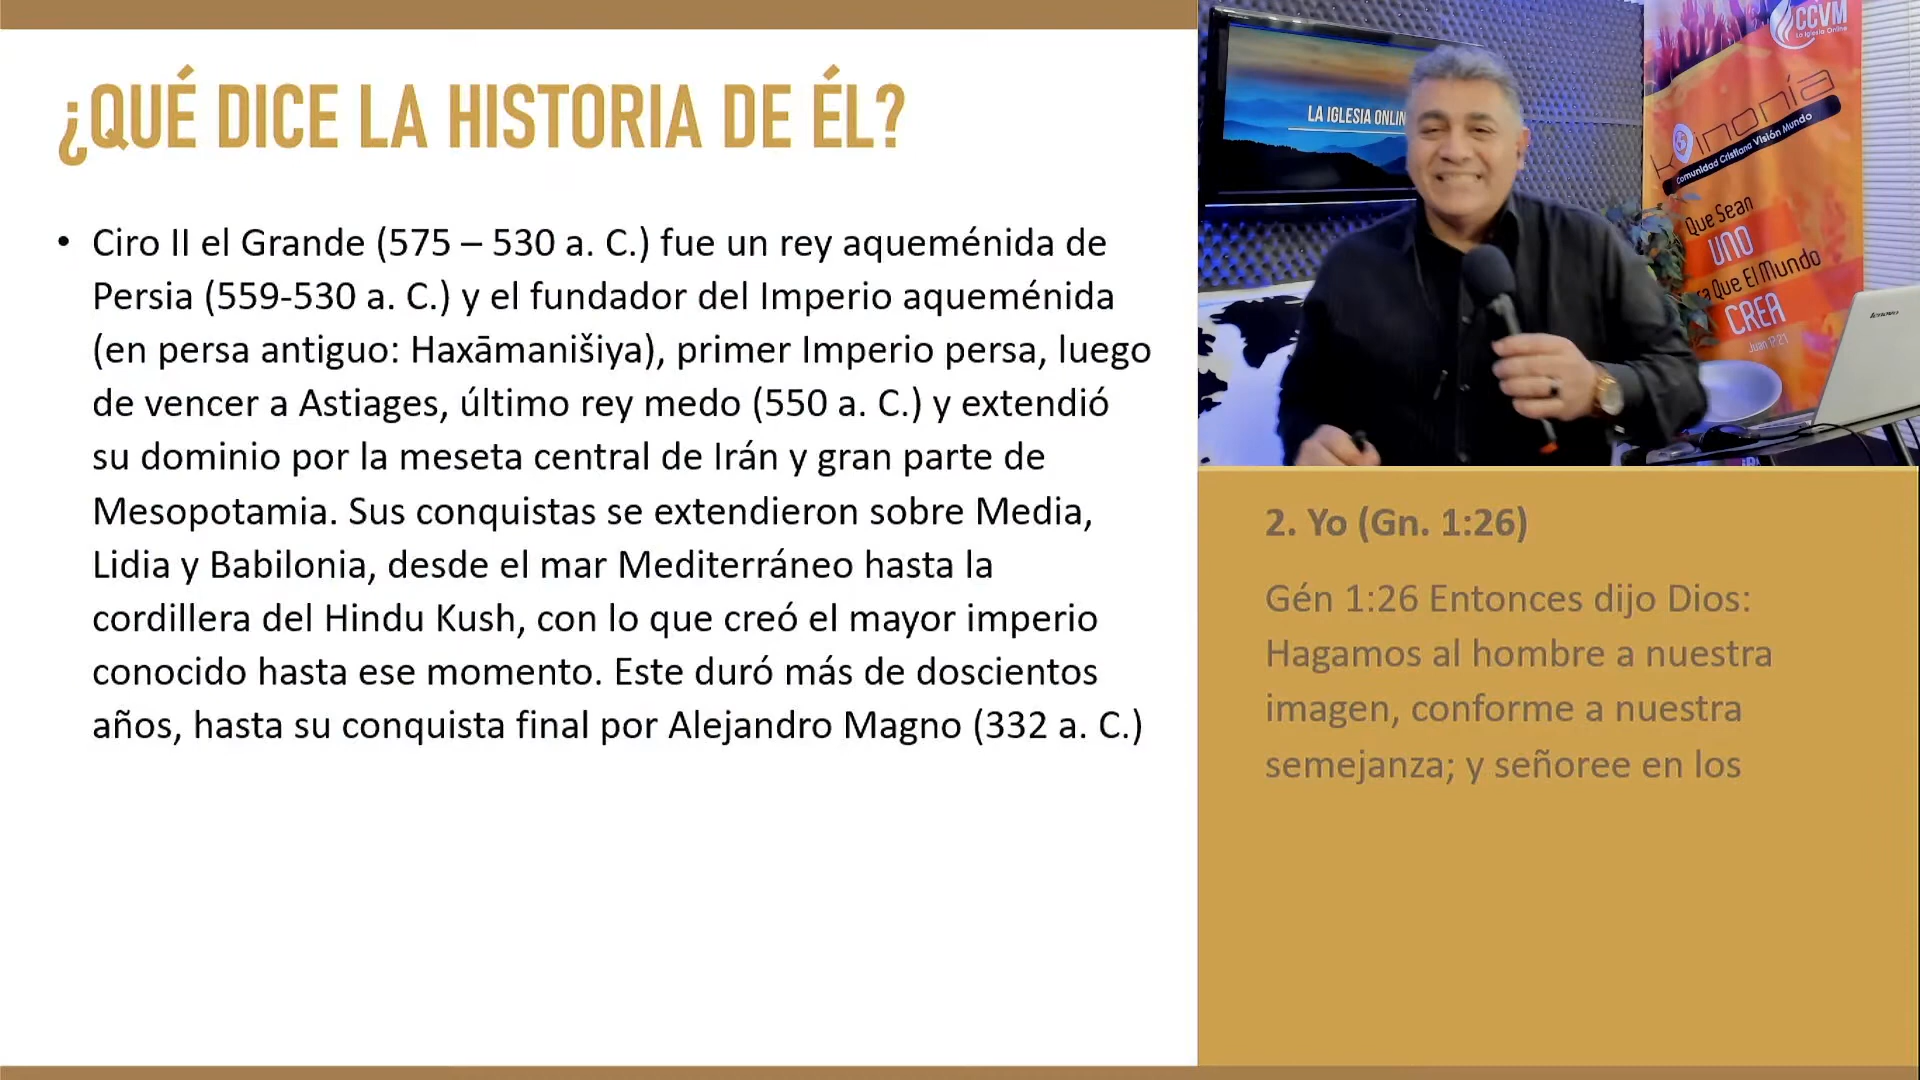 ¿QUÉ DICE LA HISTORIA DE ÉL?
• Ciro II el Grande (575 – 530 a. C.) fue un rey aqueménida de
Persia (559-530 a. C.) y el fundador del Imperio aqueménida
(en persa antiguo: Haxāmanišiya), primer Imperio persa, luego
de vencer a Astiages, último rey medo (550 a. C.) y extendió
su dominio por la meseta central de Irán y gran parte de
Mesopotamia. Sus conquistas se extendieron sobre Media,
Lidia y Babilonia, desde el mar Mediterráneo hasta la
cordillera del Hindu Kush, con lo que creó el mayor imperio
conocido hasta ese momento. Este duró más de doscientos
años, hasta su conquista final por Alejandro Magno (332 a. C.)
LA IGLESIA ONLIN
CCVM
La Iglesia Online
koinonía
Comunidad Cristiana Visión Mundo
Que Sean
UNO
a Que El Mundo
CREA
Juan 17:21
lenovo
2. Yo (Gn. 1:26)
Gén 1:26 Entonces dijo Dios:
Hagamos al hombre a nuestra
imagen, conforme a nuestra
semejanza; y señoree en los